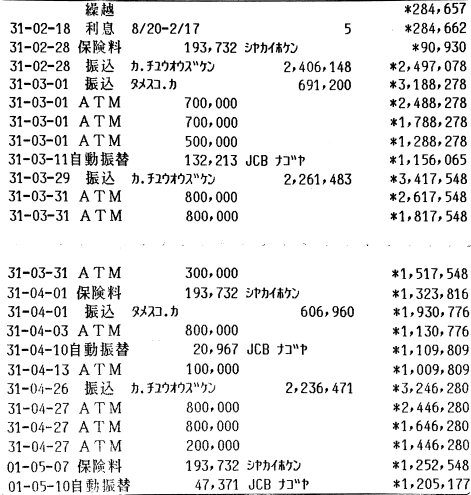 繰越 *284,657
31-02-18 利息 8/20-2/17 5 *284,662
31-02-28 保険料 193,732 シヤカイホケン *90,930
31-02-28 振込 カ.チユウオウズケン 2,406,148 *2,497,078
31-03-01 振込 タメスコ.カ 691,200 *3,188,278
31-03-01 ATM 700,000 *2,488,278
31-03-01 ATM 700,000 *1,788,278
31-03-01 ATM 500,000 *1,288,278
31-03-11自動振替 132,213 JCB ナゴヤ *1,156,065
31-03-29 振込 カ.チユウオウズケン 2,261,483 *3,417,548
31-03-31 ATM 800,000 *2,617,548
31-03-31 ATM 800,000 *1,817,548
31-03-31 ATM 300,000 *1,517,548
31-04-01 保険料 193,732 シヤカイホケン *1,323,816
31-04-01 振込 タメスコ.カ 606,960 *1,930,776
31-04-03 ATM 800,000 *1,130,776
31-04-10自動振替 20,967 JCB ナゴヤ *1,109,809
31-04-13 ATM 100,000 *1,009,809
31-04-26 振込 カ.チユウオウズケン 2,236,471 *3,246,280
31-04-27 ATM 800,000 *2,446,280
31-04-27 ATM 800,000 *1,646,280
31-04-27 ATM 200,000 *1,446,280
01-05-07 保険料 193,732 シヤカイホケン *1,252,548
01-05-10自動振替 47,371 JCB ナゴヤ *1,205,177